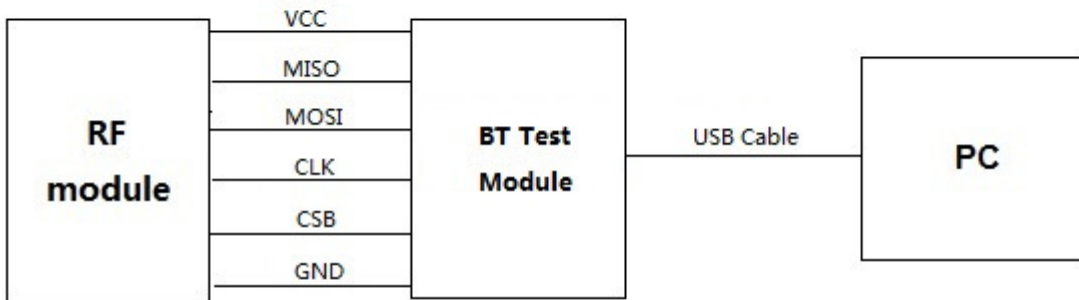 VCC
MISO
MOSI
CLK
CSB
GND
RF
module
BT Test
Module
USB Cable
PC